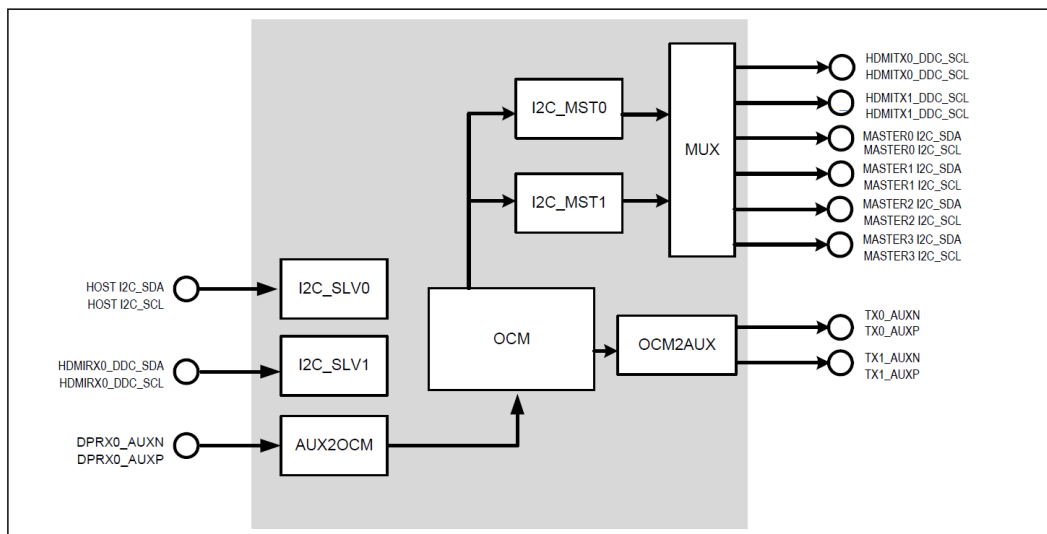 HDMITX0_DDC_SCL
HDMITX0_DDC_SCL
HDMITX1_DDC_SCL
HDMITX1_DDC_SCL
MASTER0 I2C_SDA
MASTER0 I2C_SCL
MASTER1 I2C_SDA
MASTER1 I2C_SCL
MASTER2 I2C_SDA
MASTER2 I2C_SCL
MASTER3 I2C_SDA
MASTER3 I2C_SCL
I2C_MST0
MUX
I2C_MST1
HOST I2C_SDA
HOST I2C_SCL
I2C_SLV0
HDMIRX0_DDC_SDA
HDMIRX0_DDC_SCL
I2C_SLV1
OCM
OCM2AUX
TX0_AUXN
TX0_AUXP
TX1_AUXN
TX1_AUXP
DPRX0_AUXN
DPRX0_AUXP
AUX2OCM